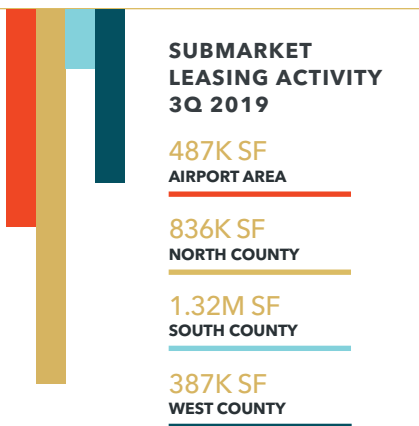 SUBMARKET
LEASING ACTIVITY
3Q 2019
487K SF
AIRPORT AREA
836K SF
NORTH COUNTY
1.32M SF
SOUTH COUNTY
387K SF
WEST COUNTY